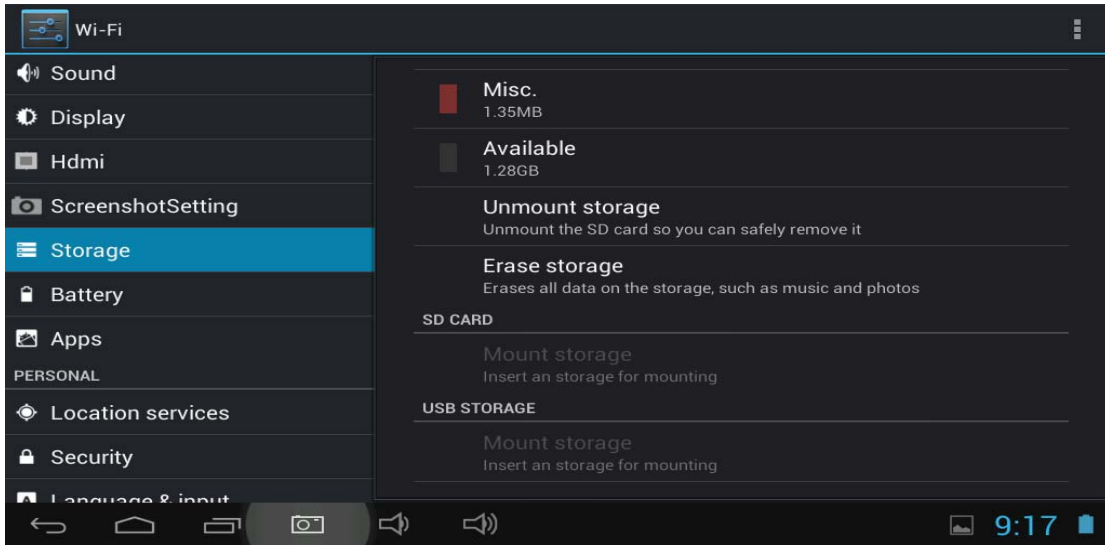 Wi-Fi
Sound
Display
Hdmi
ScreenshotSetting
Storage
Battery
Apps
PERSONAL
Location services
Security
Language & input
Misc.
1.35MB
Available
1.28GB
Unmount storage
Unmount the SD card so you can safely remove it
Erase storage
Erases all data on the storage, such as music and photos
SD CARD
Mount storage
Insert an storage for mounting
USB STORAGE
Mount storage
Insert an storage for mounting
9:17